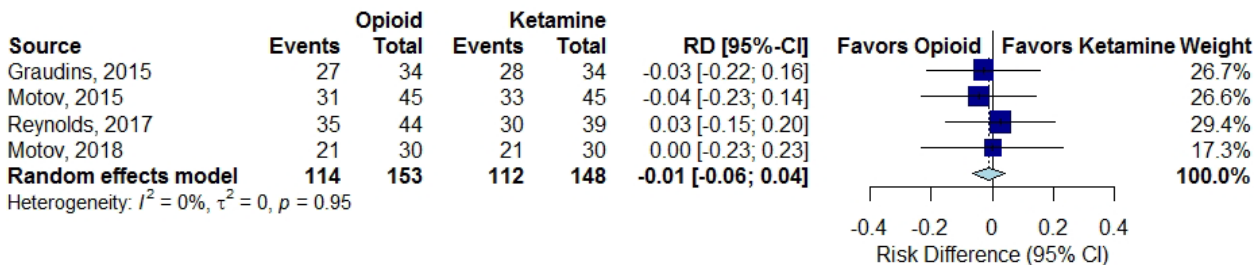 Opioid Ketamine
Source Events Total Events Total RD [95%-CI] Favors Opioid Favors Ketamine Weight
Graudins, 2015 27 34 28 34 -0.03 [-0.22; 0.16] 26.7%
Motov, 2015 31 45 33 45 -0.04 [-0.23; 0.14] 26.6%
Reynolds, 2017 35 44 30 39 0.03 [-0.15; 0.20] 29.4%
Motov, 2018 21 30 21 30 0.00 [-0.23; 0.23] 17.3%
Random effects model 114 153 112 148 -0.01 [-0.06; 0.04] 100.0%
Heterogeneity: I² = 0%, τ² = 0, p = 0.95
-0.4 -0.2 0 0.2 0.4
Risk Difference (95% CI)